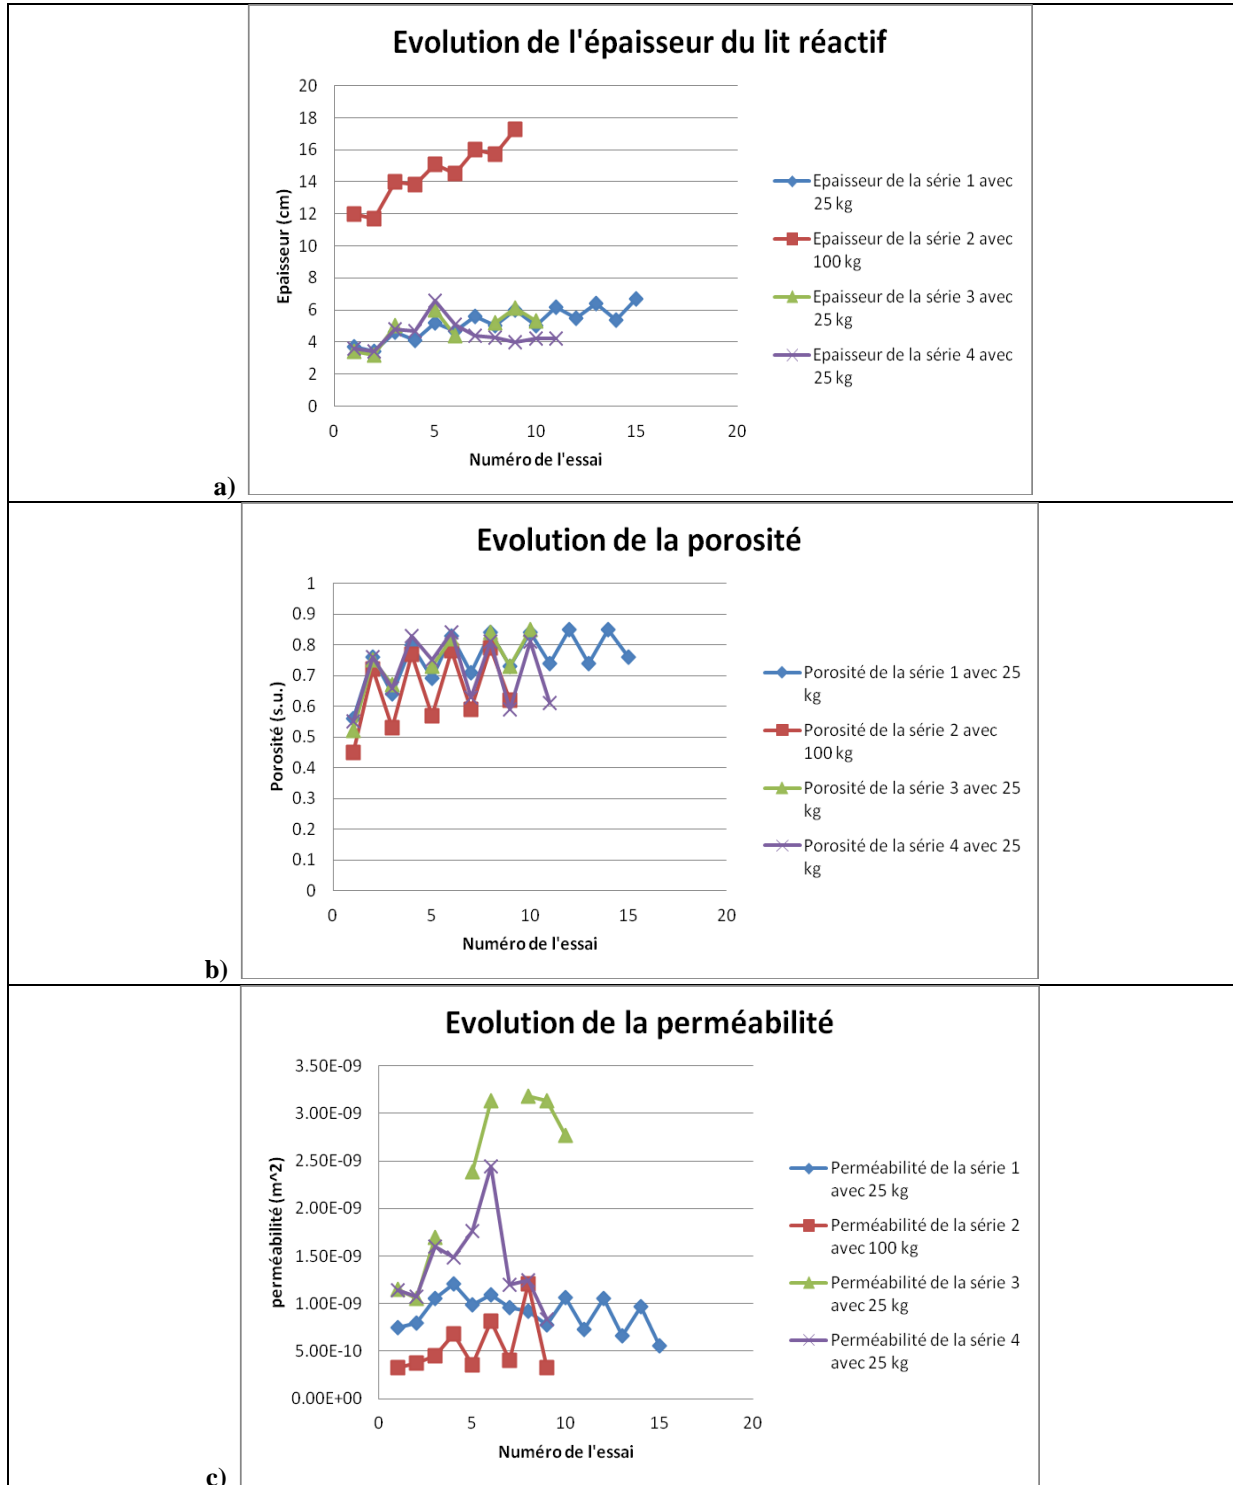 Evolution de l'épaisseur du lit réactif
20
18
16
14
12
10
8
6
4
2
0
Epaisseur (cm)
0 5 10 15 20
Numéro de l'essai
Epaisseur de la série 1 avec
25 kg
Epaisseur de la série 2 avec
100 kg
Epaisseur de la série 3 avec
25 kg
Epaisseur de la série 4 avec
25 kg
a)
Evolution de la porosité
1
0.9
0.8
0.7
0.6
0.5
0.4
0.3
0.2
0.1
0
Porosité (s.u.)
0 5 10 15 20
Numéro de l'essai
Porosité de la série 1 avec 25
kg
Porosité de la série 2 avec
100 kg
Porosité de la série 3 avec 25
kg
Porosité de la série 4 avec 25
kg
b)
Evolution de la perméabilité
3.50E-09
3.00E-09
2.50E-09
2.00E-09
1.50E-09
1.00E-09
5.00E-10
0.00E+00
perméabilité (m^2)
0 5 10 15 20
Numéro de l'essai
Perméabilité de la série 1
avec 25 kg
Perméabilité de la série 2
avec 100 kg
Perméabilité de la série 3
avec 25 kg
Perméabilité de la série 4
avec 25 kg
c)